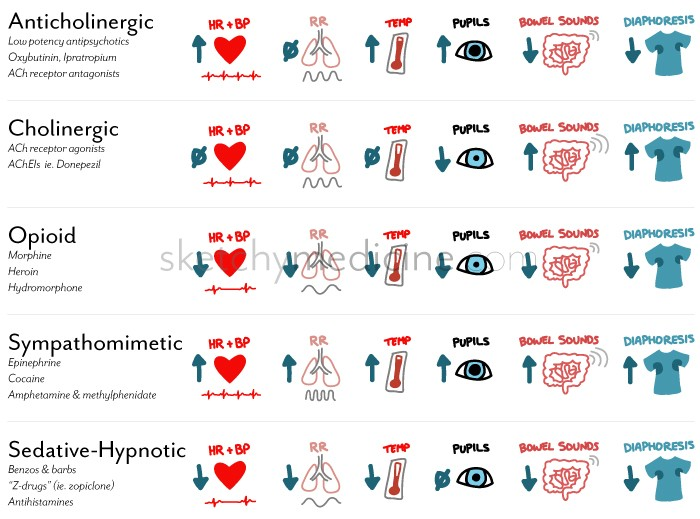 Anticholinergic
Low potency antipsychotics
Oxybutinin, Ipratropium
ACh receptor antagonists
HR + BP
RR
TEMP
PUPILS
BOWEL SOUNDS
DIAPHORESIS
Cholinergic
ACh receptor agonists
AChEIs ie. Donepezil
HR + BP
RR
TEMP
PUPILS
BOWEL SOUNDS
DIAPHORESIS
Opioid
Morphine
Heroin
Hydromorphone
HR + BP
RR
TEMP
PUPILS
BOWEL SOUNDS
DIAPHORESIS
sketchymedicine.com
Sympathomimetic
Epinephrine
Cocaine
Amphetamine & methylphenidate
HR + BP
RR
TEMP
PUPILS
BOWEL SOUNDS
DIAPHORESIS
Sedative-Hypnotic
Benzos & barbs
“Z-drugs” (ie. zopiclone)
Antihistamines
HR + BP
RR
TEMP
PUPILS
BOWEL SOUNDS
DIAPHORESIS